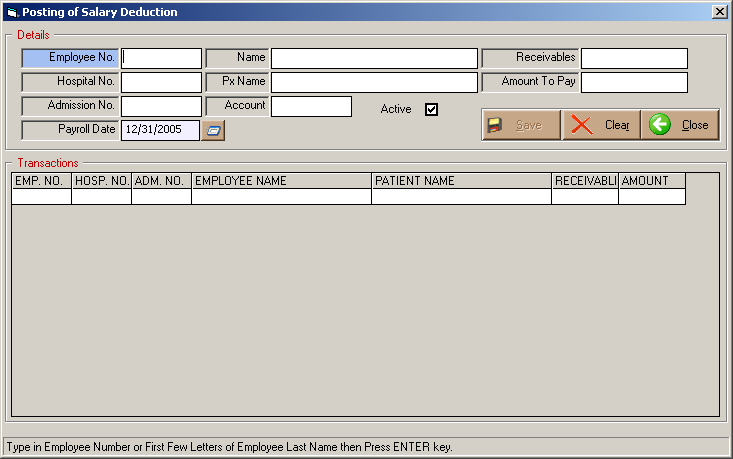 Posting of Salary Deduction
Details
Employee No. Name Receivables
Hospital No. Px Name Amount To Pay
Admission No. Account Active
Save Clear Close
Payroll Date 12/31/2005
Transactions
EMP. NO. HOSP. NO. ADM. NO. EMPLOYEE NAME PATIENT NAME RECEIVABLI AMOUNT
Type in Employee Number or First Few Letters of Employee Last Name then Press ENTER key.